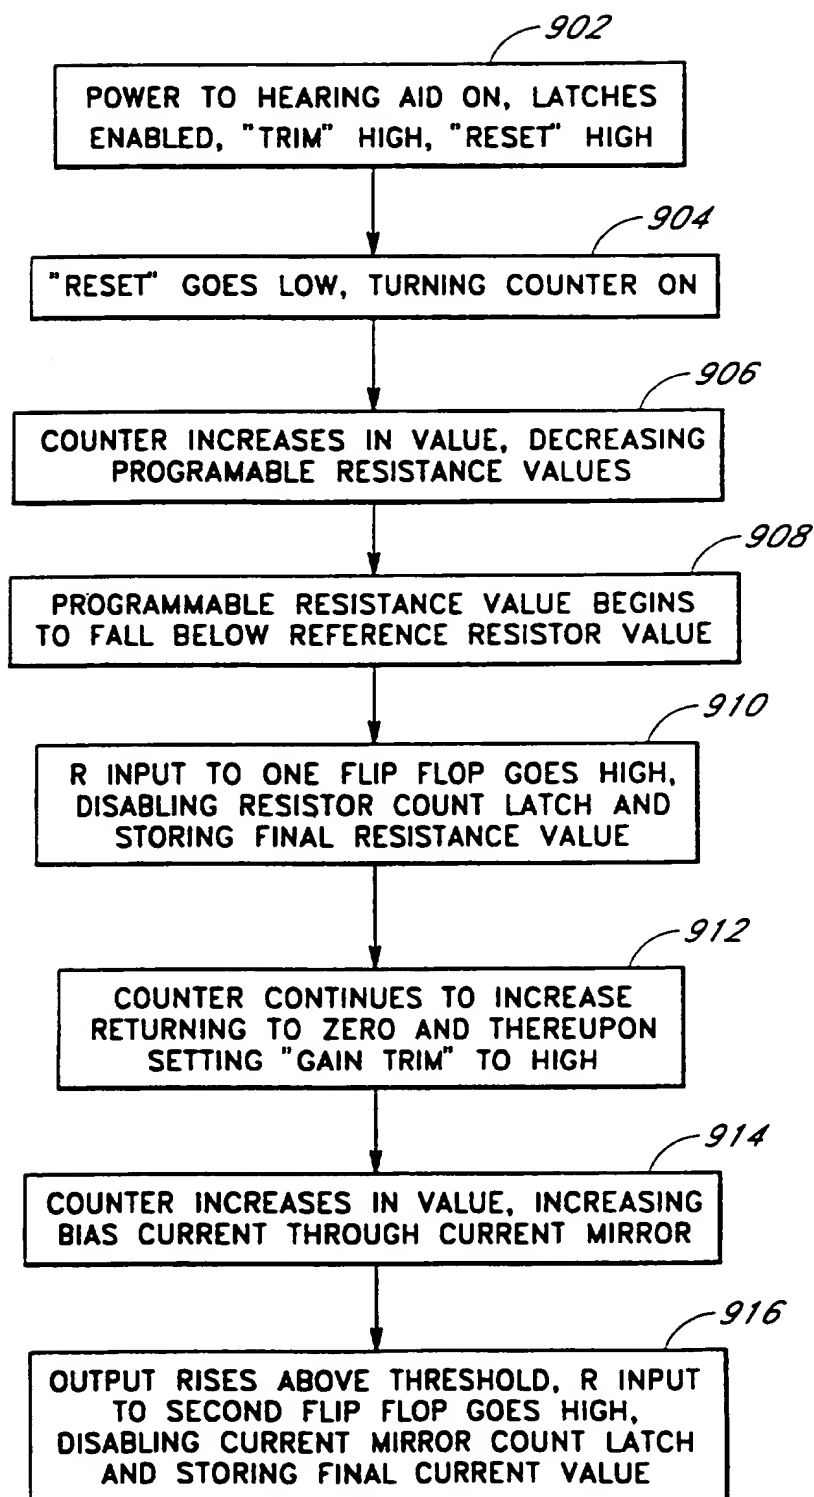 902
POWER TO HEARING AID ON, LATCHES
ENABLED, "TRIM" HIGH, "RESET" HIGH
904
"RESET" GOES LOW, TURNING COUNTER ON
906
COUNTER INCREASES IN VALUE, DECREASING
PROGRAMABLE RESISTANCE VALUES
908
PROGRAMMABLE RESISTANCE VALUE BEGINS
TO FALL BELOW REFERENCE RESISTOR VALUE
910
R INPUT TO ONE FLIP FLOP GOES HIGH,
DISABLING RESISTOR COUNT LATCH AND
STORING FINAL RESISTANCE VALUE
912
COUNTER CONTINUES TO INCREASE
RETURNING TO ZERO AND THEREUPON
SETTING "GAIN TRIM" TO HIGH
914
COUNTER INCREASES IN VALUE, INCREASING
BIAS CURRENT THROUGH CURRENT MIRROR
916
OUTPUT RISES ABOVE THRESHOLD, R INPUT
TO SECOND FLIP FLOP GOES HIGH,
DISABLING CURRENT MIRROR COUNT LATCH
AND STORING FINAL CURRENT VALUE